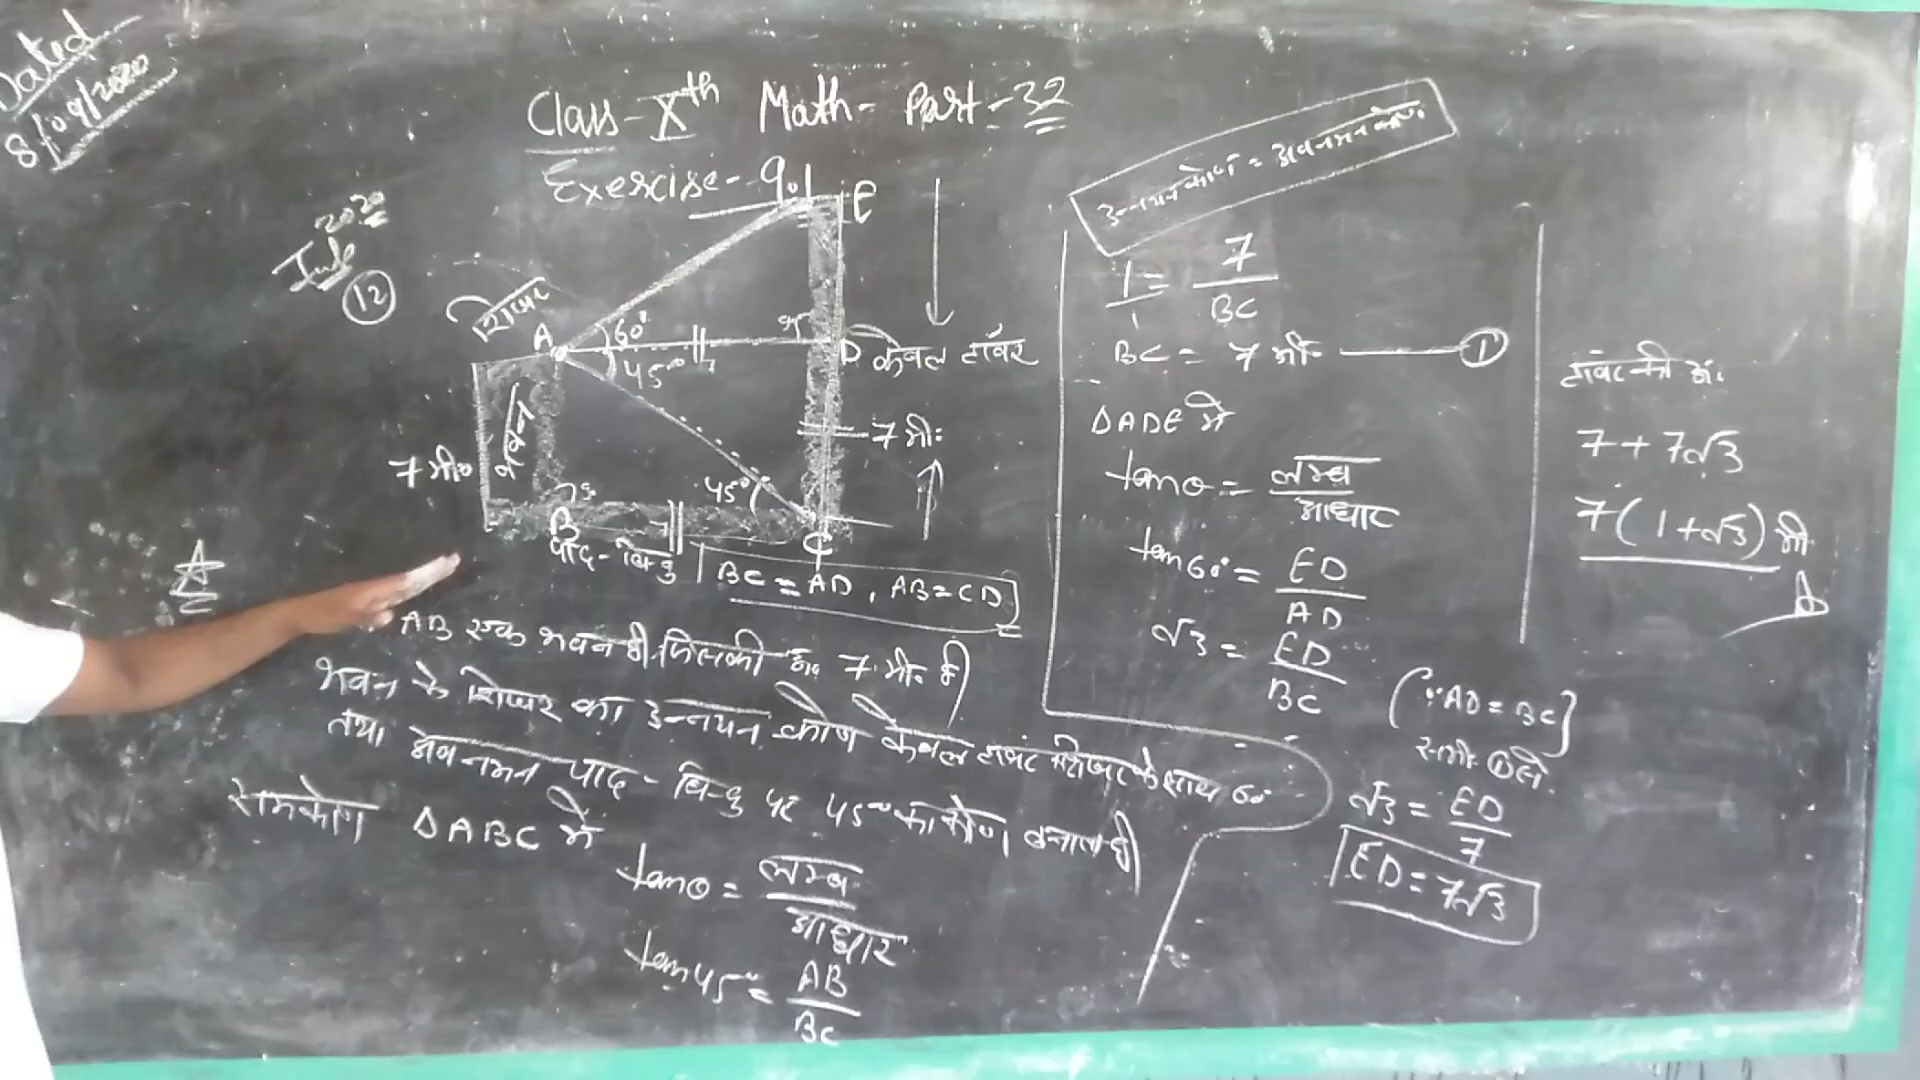 Dated
8/09/2020
Class-Xth Math- Part-32
Exercise- 9.1
2020
12
शिखर
A
60°
45°
E
D केबल टॉवर
7 मी०
भवन
7 मीः
45°
B
C
पाद-बिन्दु
BC = AD, AB = CD
AB एक भवन है जिसकी ऊं० 7 मी० है
भवन के शिखर का उन्नयन कोण केबल टावर शिखर के साथ 60°
तथा अवनमन पाद-बिन्दु पर 45° का कोण बनाता है
समकोण ΔABC में
tanθ = लम्ब / आधार
tan45° = AB / BC
उन्नयन कोण = अवनमन कोण
1 / 1 = 7 / BC
BC = 7 मी० 1
ΔADE में
tanθ = लम्ब / आधार
tan60° = ED / AD
√3 = ED / BC
(∵AD = BC)
समी० 1 से
√3 = ED / 7
ED = 7√3
टॉवर की ऊं.
7 + 7√3
7(1+√3) मी